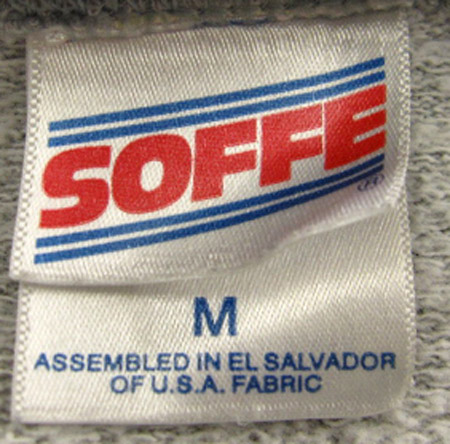 SOFFE
M
ASSEMBLED IN EL SALVADOR
OF U.S.A. FABRIC